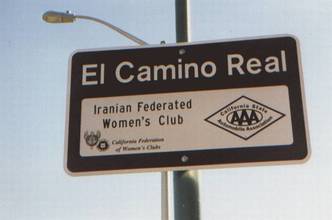 El Camino Real
Iranian Federated
Women's Club
California Federation
of Women's Clubs
California State
AAA
Automobile Association